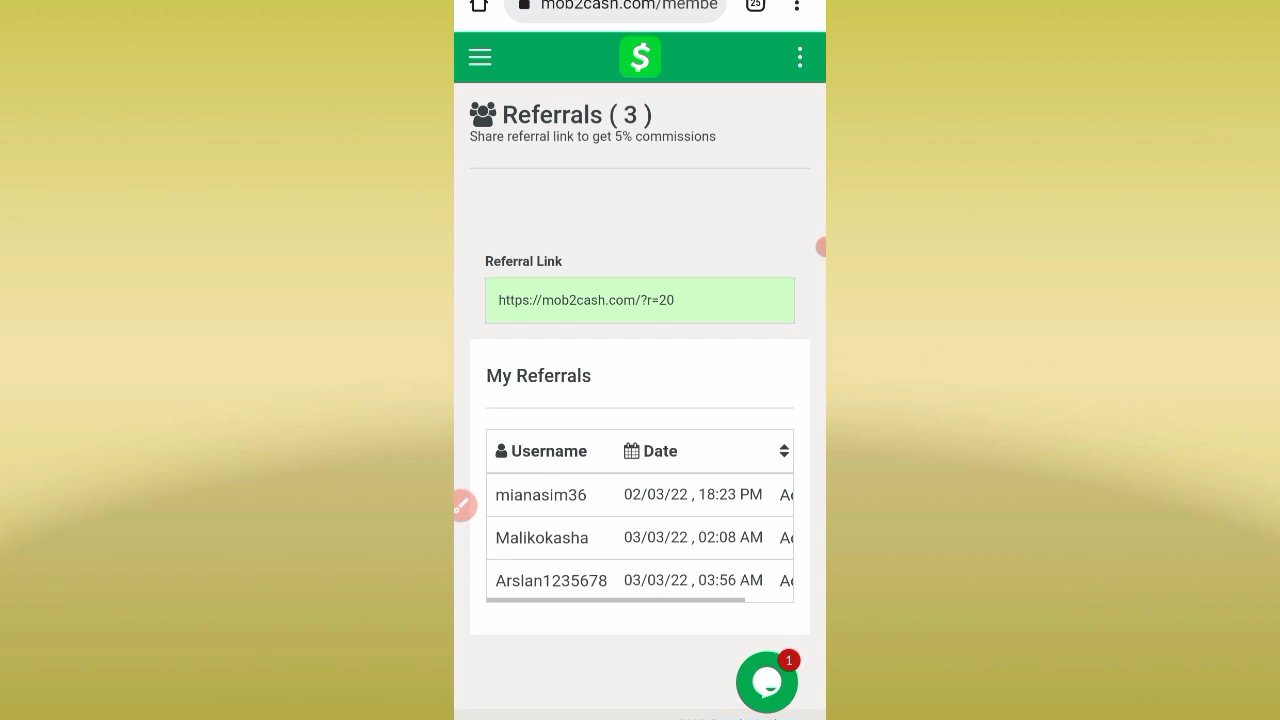 mob2cash.com/membe
25
$
Referrals ( 3 )
Share referral link to get 5% commissions
Referral Link
https://mob2cash.com/?r=20
My Referrals
Username Date
mianasim36 02/03/22 , 18:23 PM
Malikokasha 03/03/22 , 02:08 AM
Arslan1235678 03/03/22 , 03:56 AM
1